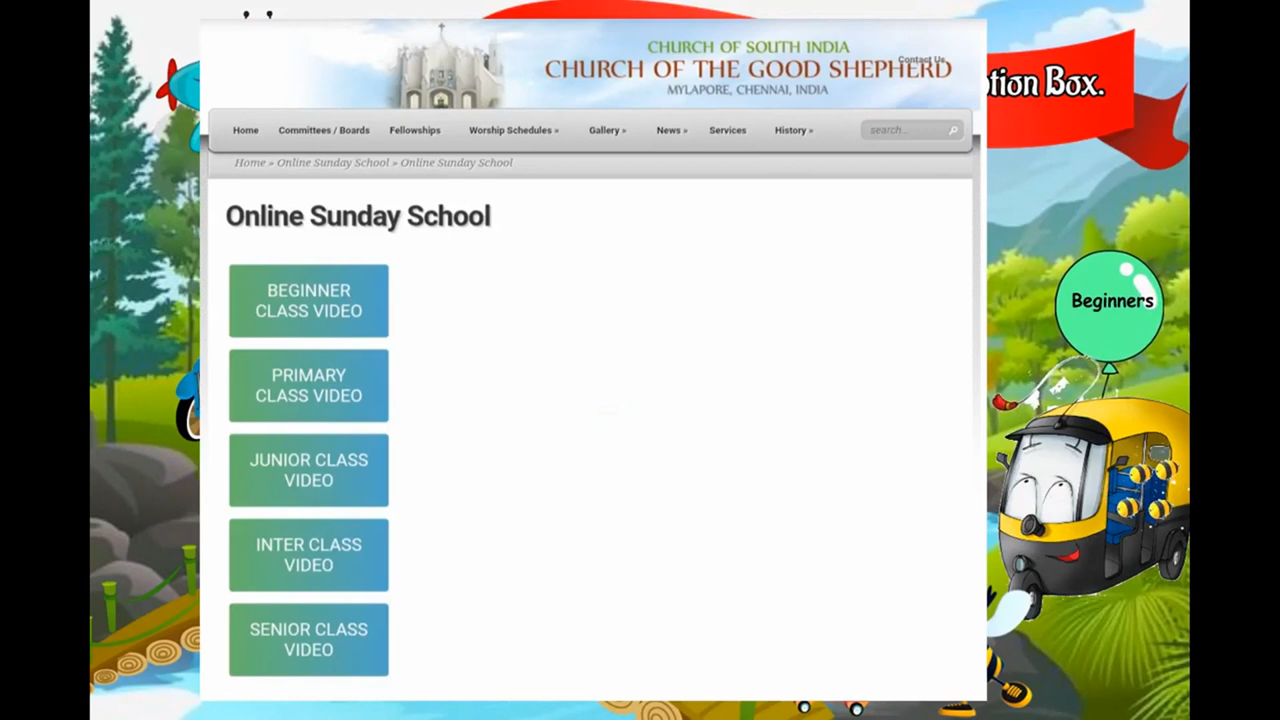 CHURCH OF SOUTH INDIA
Contact Us
CHURCH OF THE GOOD SHEPHERD
MYLAPORE, CHENNAI, INDIA
tion Box.
Home Committees / Boards Fellowships Worship Schedules » Gallery » News » Services History » search...
Home » Online Sunday School » Online Sunday School
Online Sunday School
BEGINNER
CLASS VIDEO
PRIMARY
CLASS VIDEO
JUNIOR CLASS
VIDEO
INTER CLASS
VIDEO
SENIOR CLASS
VIDEO
Beginners